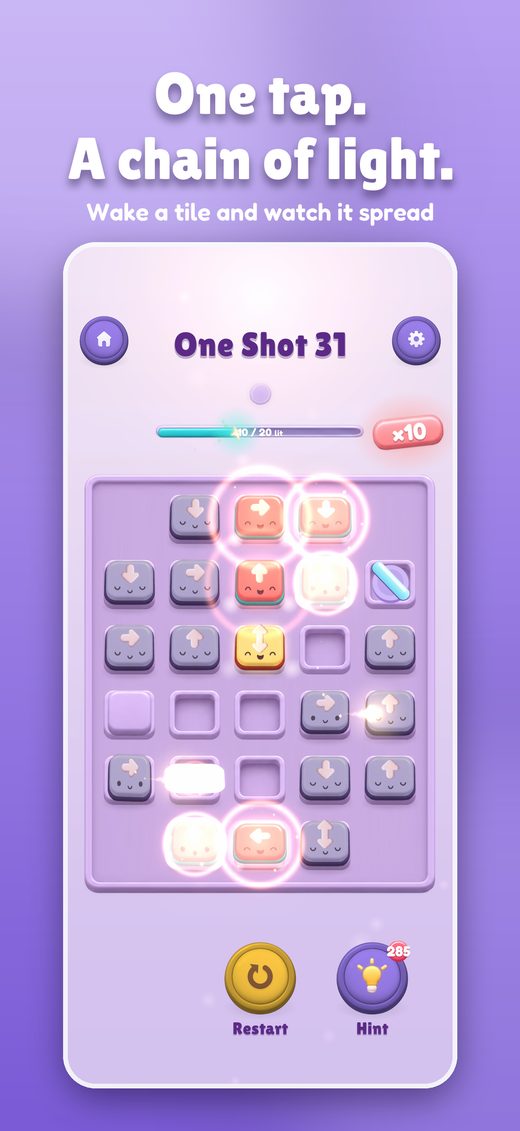 One tap.
A chain of light.
Wake a tile and watch it spread
One Shot 31
10 / 20 lit
x10
285
Restart
Hint